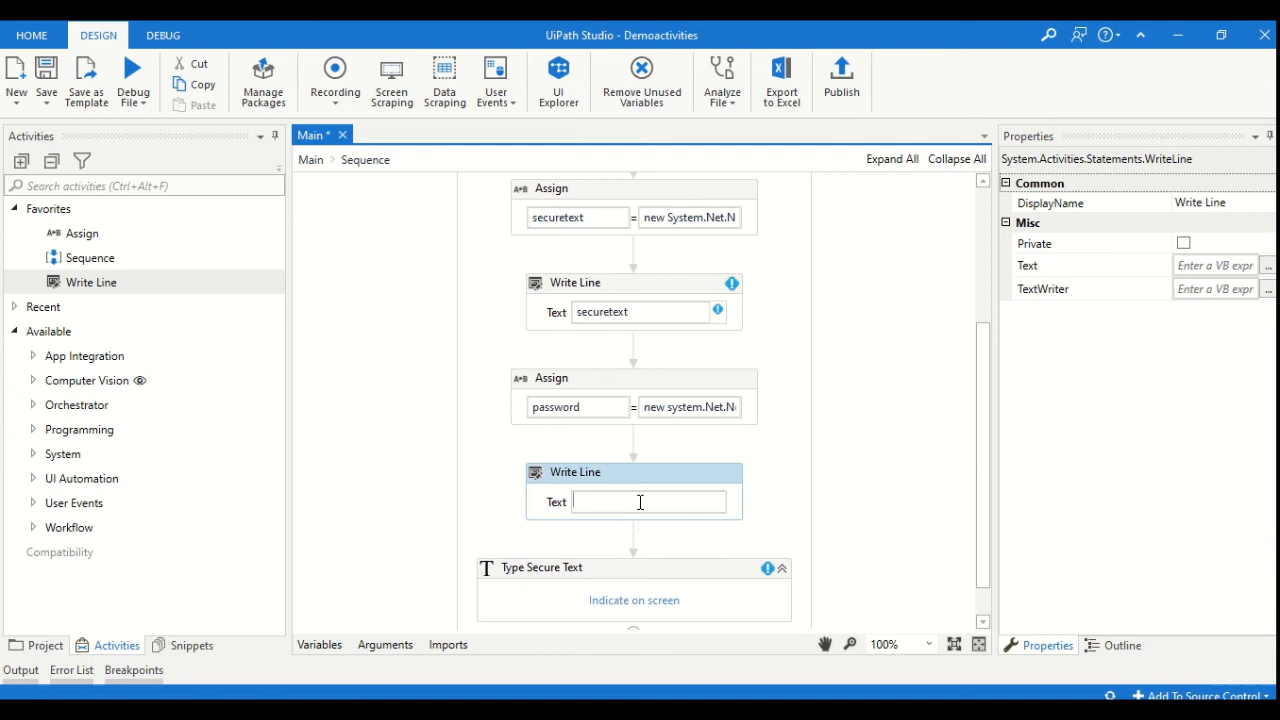 HOME
DESIGN
DEBUG
UiPath Studio - Demoactivities
New
Save
Save as
Template
Debug
File
Cut
Copy
Paste
Manage
Packages
Recording
Screen
Scraping
Data
Scraping
User
Events
UI
Explorer
Remove Unused
Variables
Analyze
File
Export
to Excel
Publish
Activities
Search activities (Ctrl+Alt+F)
Favorites
A+B Assign
Sequence
Write Line
Recent
Available
App Integration
Computer Vision
Orchestrator
Programming
System
UI Automation
User Events
Workflow
Compatibility
Project
Activities
Snippets
Output
Error List
Breakpoints
Main *
Main > Sequence
Expand All
Collapse All
A+B Assign
securetext = new System.Net.N
Write Line
Text securetext
A+B Assign
password = new system.Net.N
Write Line
Text
T Type Secure Text
Indicate on screen
Variables
Arguments
Imports
100%
Properties
System.Activities.Statements.WriteLine
Common
DisplayName Write Line
Misc
Private
Text Enter a VB expr ...
TextWriter Enter a VB expr ...
Properties
Outline
Add To Source Control